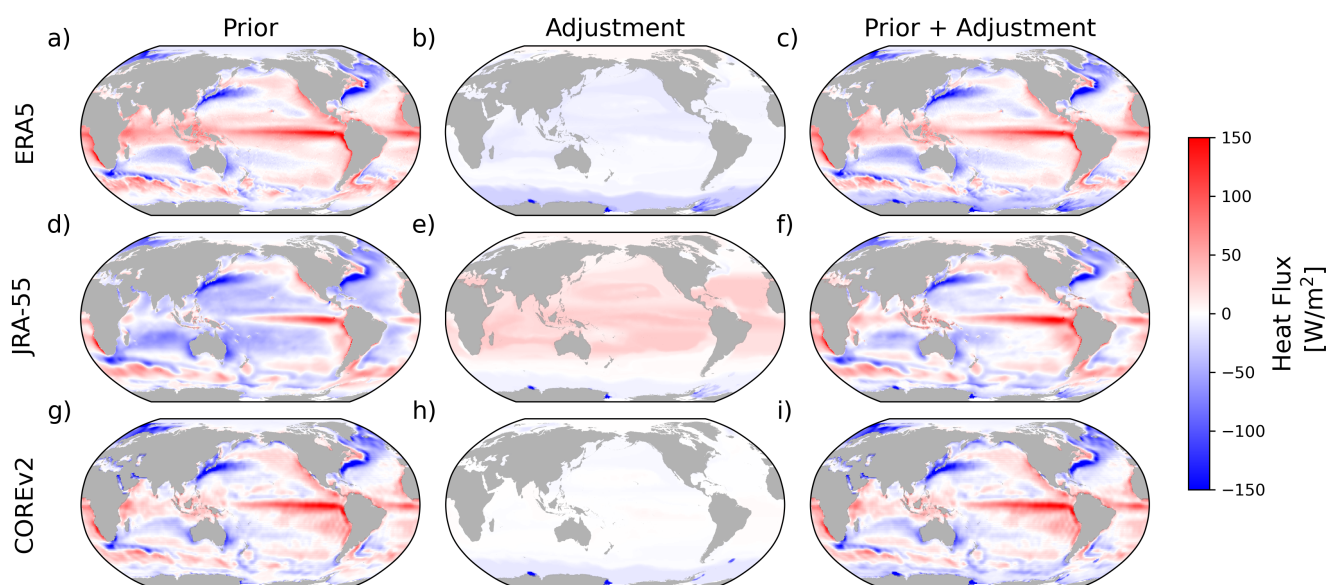 Prior
Adjustment
Prior + Adjustment
a)
b)
c)
ERA5
d)
e)
f)
JRA-55
g)
h)
i)
COREv2
150
100
50
0
−50
−100
−150
Heat Flux
[W/m²]